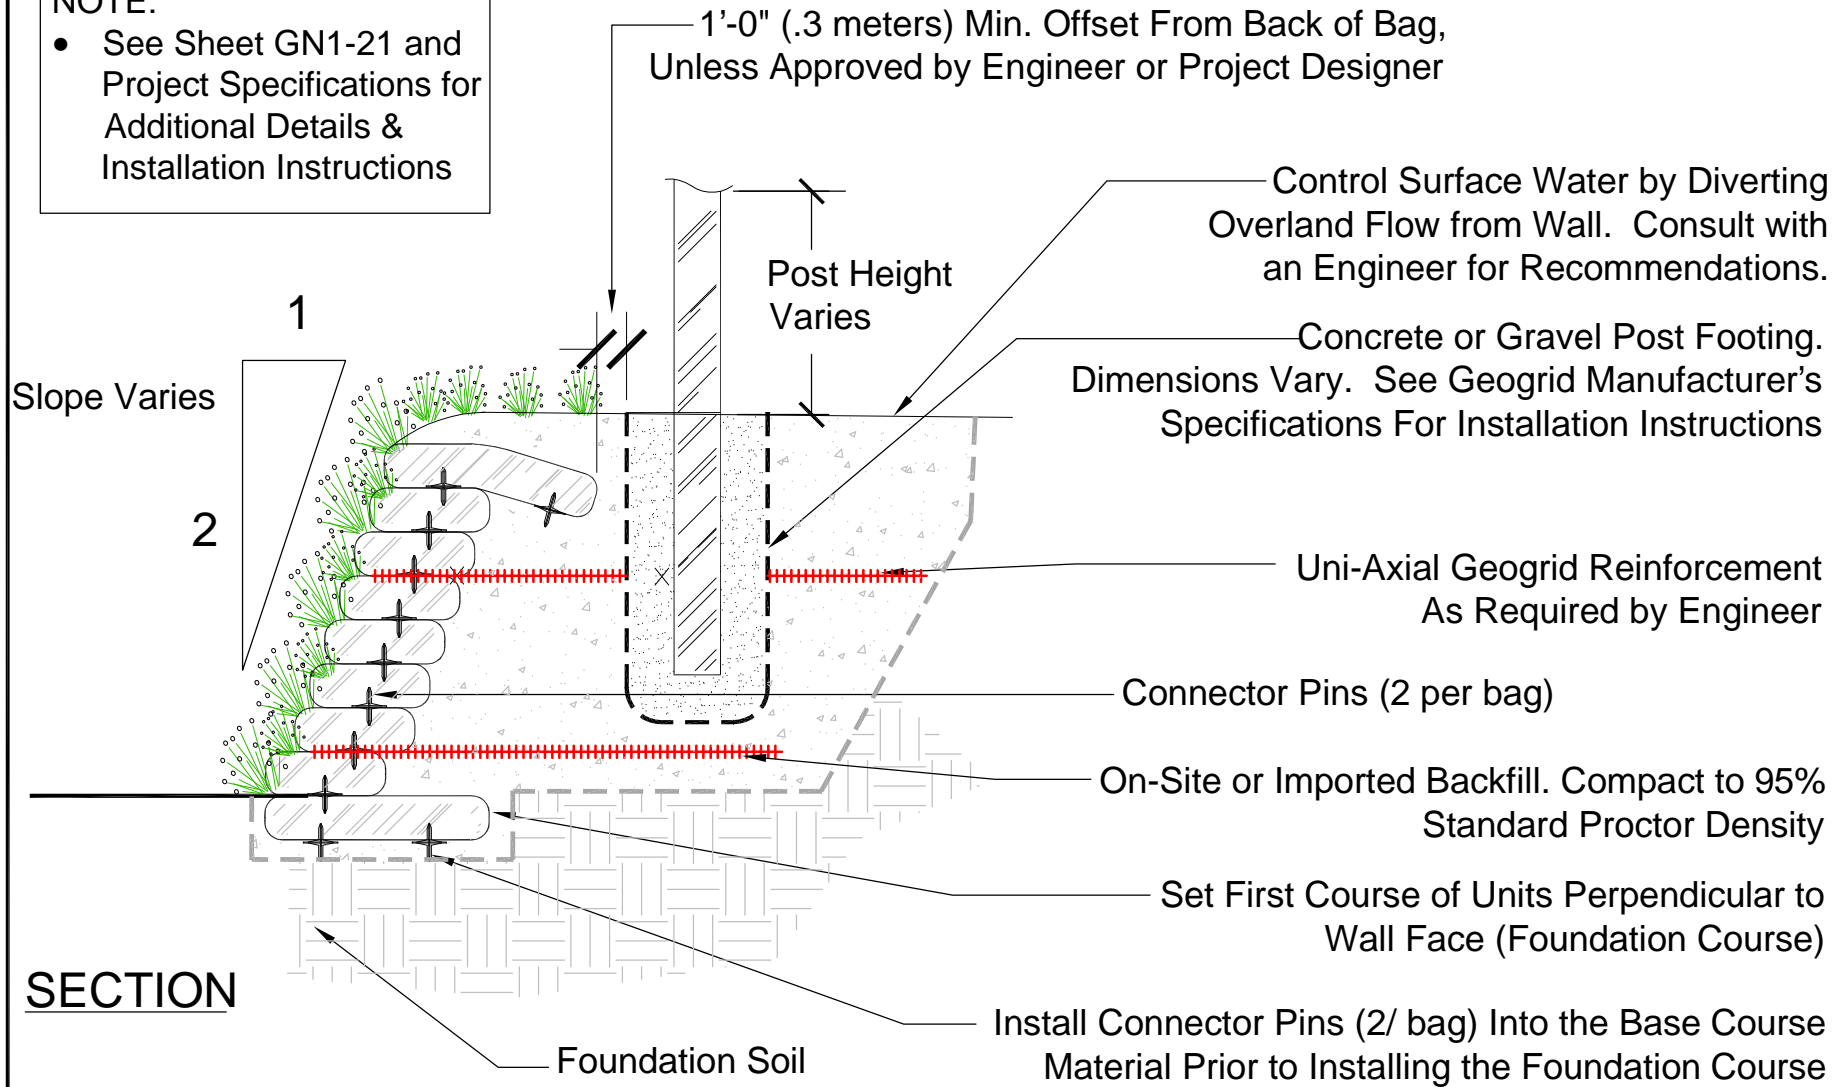 NOTE:
• See Sheet GN1-21 and
Project Specifications for
Additional Details &
Installation Instructions
1'-0" (.3 meters) Min. Offset From Back of Bag,
Unless Approved by Engineer or Project Designer
Control Surface Water by Diverting
Overland Flow from Wall. Consult with
an Engineer for Recommendations.
Post Height
Varies
1
Slope Varies
2
Concrete or Gravel Post Footing.
Dimensions Vary. See Geogrid Manufacturer's
Specifications For Installation Instructions
Uni-Axial Geogrid Reinforcement
As Required by Engineer
Connector Pins (2 per bag)
On-Site or Imported Backfill. Compact to 95%
Standard Proctor Density
Set First Course of Units Perpendicular to
Wall Face (Foundation Course)
SECTION
Install Connector Pins (2/ bag) Into the Base Course
Material Prior to Installing the Foundation Course
Foundation Soil